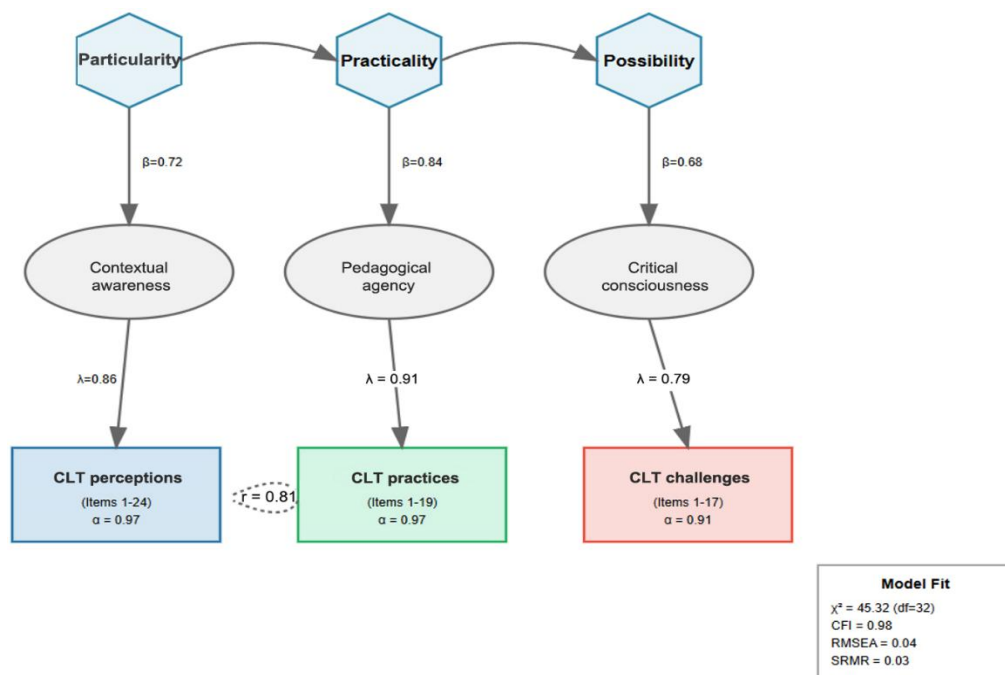 Particularity
Practicality
Possibility
β=0.72
β=0.84
β=0.68
Contextual
awareness
Pedagogical
agency
Critical
consciousness
λ=0.86
λ = 0.91
λ = 0.79
CLT perceptions
(Items 1-24)
α = 0.97
r = 0.81
CLT practices
(Items 1-19)
α = 0.97
CLT challenges
(Items 1-17)
α = 0.91
Model Fit
χ² = 45.32 (df=32)
CFI = 0.98
RMSEA = 0.04
SRMR = 0.03